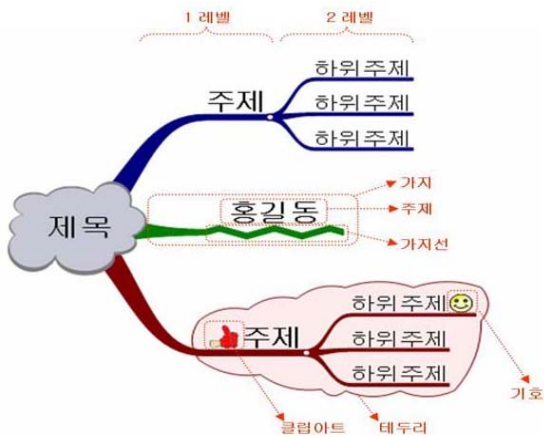 1 레벨
2 레벨
하위주제
주제
하위주제
하위주제
가지
홍길동
주제
제목
가지선
하위주제
주제
하위주제
하위주제
기호
클립아트
테두리